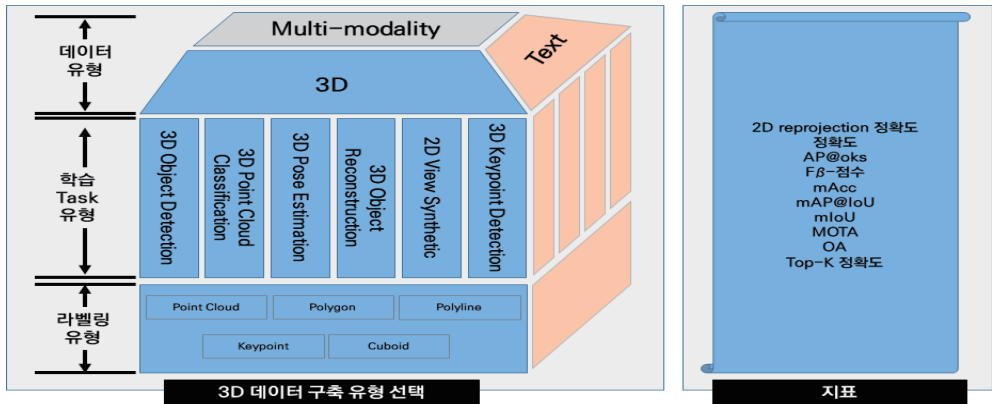 데이터
유형
Multi-modality
3D
Text
학습
Task
유형
3D Object Detection
3D Point Cloud
Classification
3D Pose Estimation
3D Object
Reconstruction
2D View Synthetic
3D Keypoint Detection
라벨링
유형
Point Cloud
Polygon
Polyline
Keypoint
Cuboid
3D 데이터 구축 유형 선택
2D reprojection 정확도
정확도
AP@oks
Fβ-점수
mAcc
mAP@IoU
mIoU
MOTA
OA
Top-K 정확도
지표